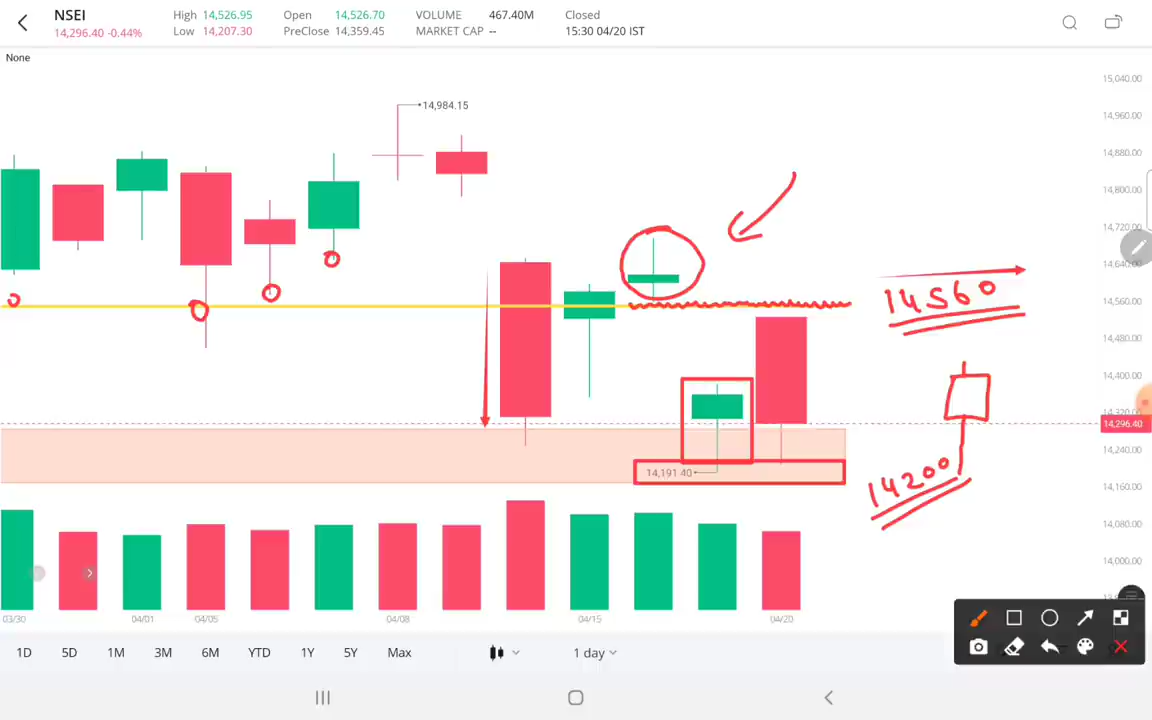 NSEI
14,296.40 -0.44%
High 14,526.95
Low 14,207.30
Open 14,526.70
PreClose 14,359.45
VOLUME 467.40M
MARKET CAP --
Closed
15:30 04/20 IST
None
15,040.00
14,960.00
14,880.00
14,800.00
14,720.00
14,640.00
14,560.00
14,480.00
14,400.00
14,320.00
14,296.40
14,240.00
14,160.00
14,080.00
14,000.00
14,984.15
14560
14,191.40
14200
03/30 04/01 04/05 04/08 04/15 04/20
1D 5D 1M 3M 6M YTD 1Y 5Y Max 1 day